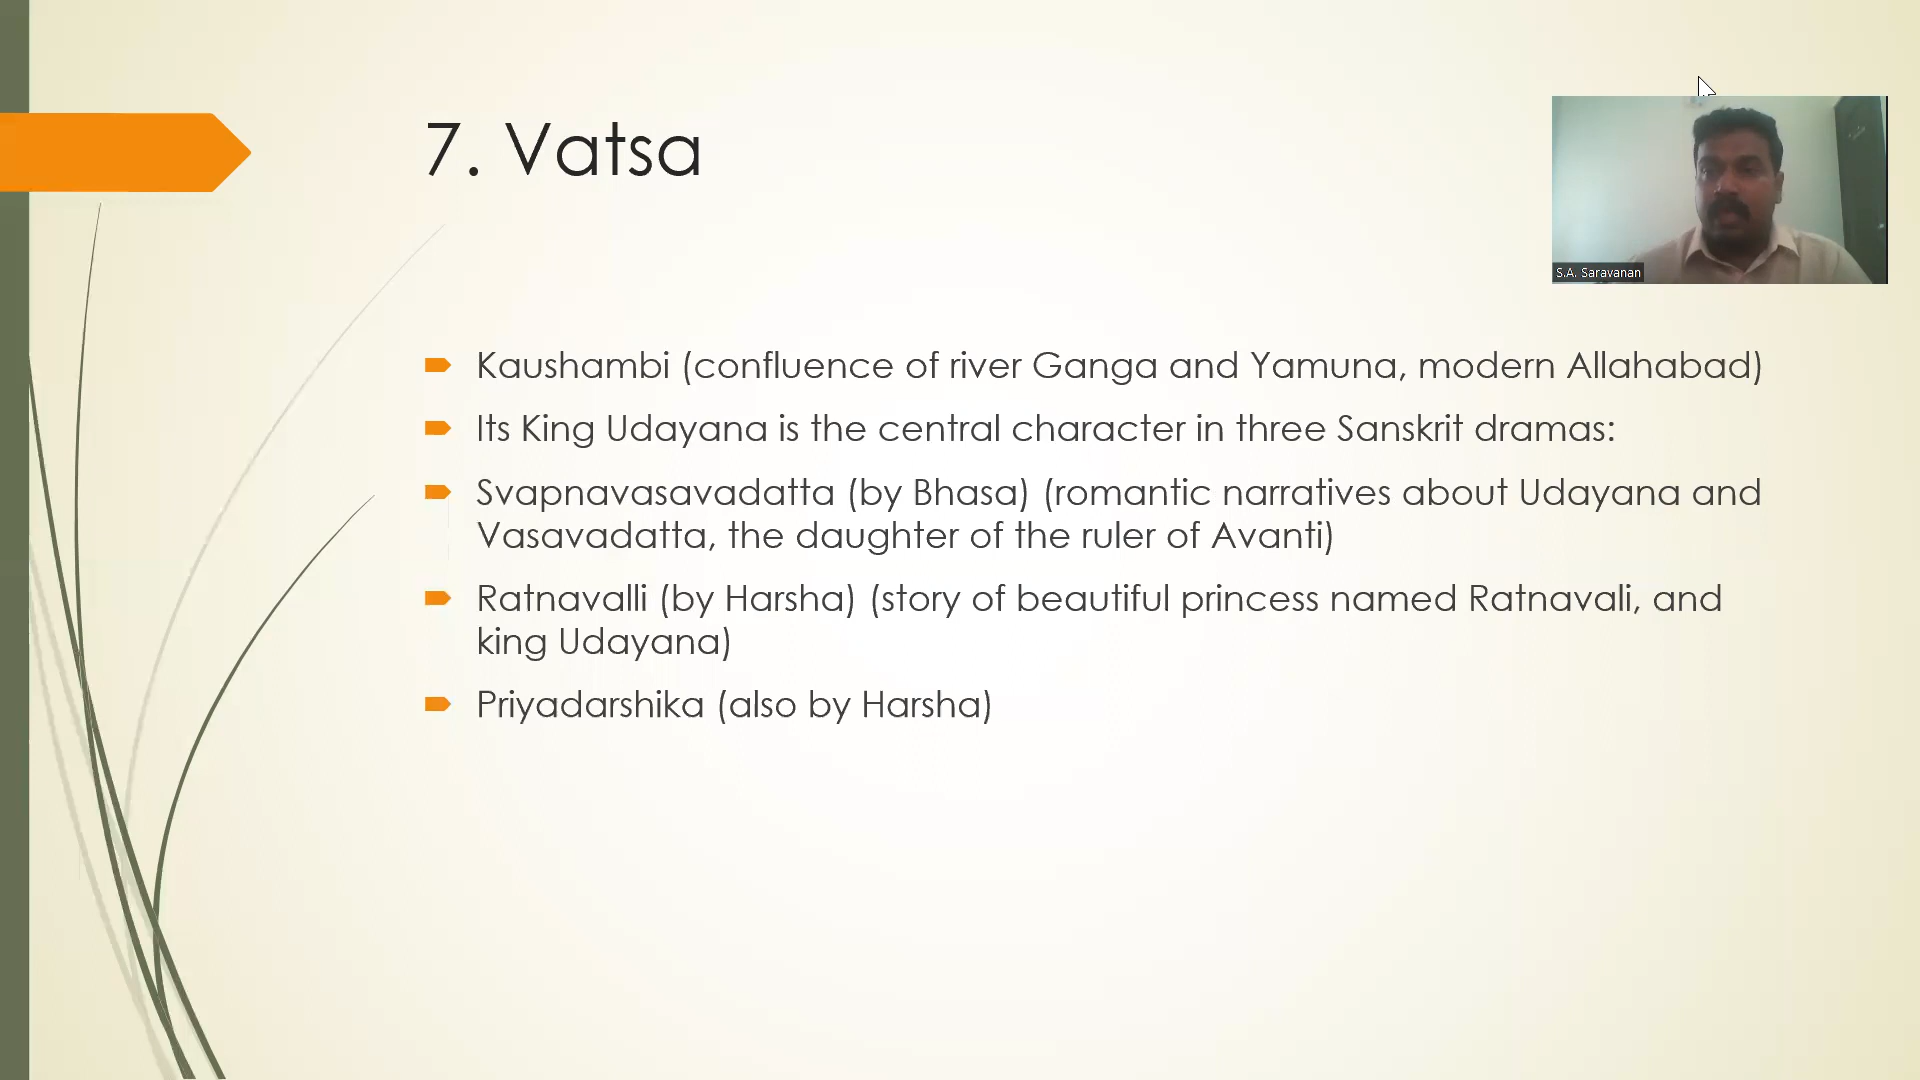 7. Vatsa
S.A. Saravanan
Kaushambi (confluence of river Ganga and Yamuna, modern Allahabad)
Its King Udayana is the central character in three Sanskrit dramas:
Svapnavasavadatta (by Bhasa) (romantic narratives about Udayana and
Vasavadatta, the daughter of the ruler of Avanti)
Ratnavalli (by Harsha) (story of beautiful princess named Ratnavali, and
king Udayana)
Priyadarshika (also by Harsha)